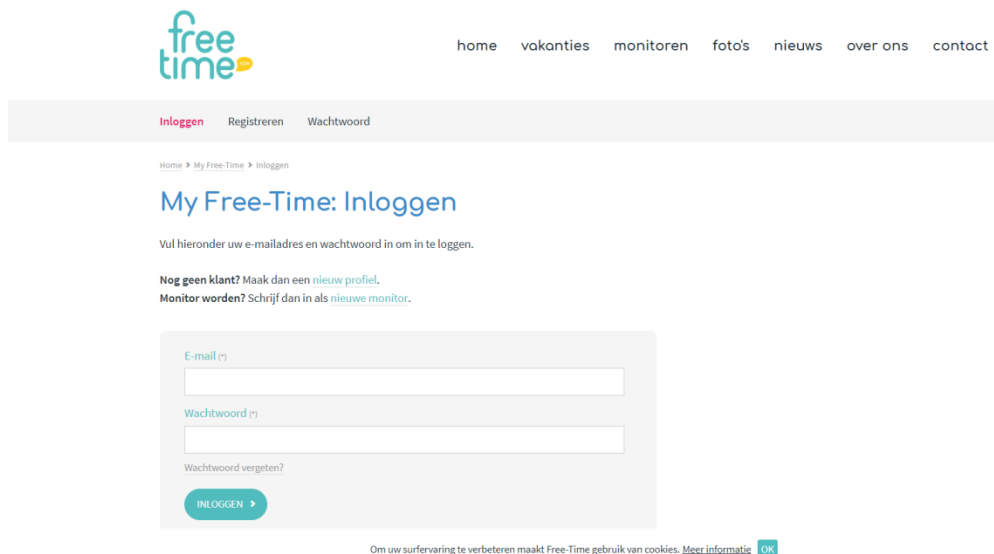 free
time
home vakanties monitoren foto's nieuws over ons contact
Inloggen Registreren Wachtwoord
Home > My Free-Time > Inloggen
My Free-Time: Inloggen
Vul hieronder uw e-mailadres en wachtwoord in om in te loggen.
Nog geen klant? Maak dan een nieuw profiel.
Monitor worden? Schrijf dan in als nieuwe monitor.
E-mail (*)
Wachtwoord (*)
Wachtwoord vergeten?
INLOGGEN >
Om uw surfervaring te verbeteren maakt Free-Time gebruik van cookies. Meer informatie OK